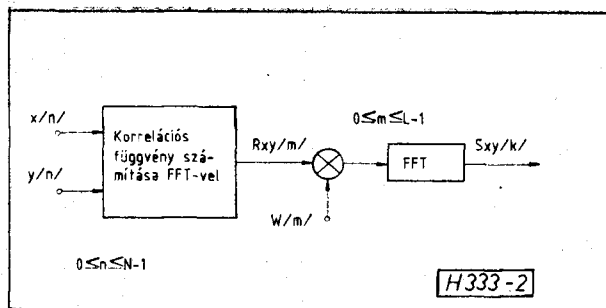 x/n/
y/n/
Korrelációs
függvény szá-
mítása FFT-vel
Rxy/m/
0≤m≤L-1
FFT
Sxy/k/
W/m/
0≤n≤N-1
H333-2